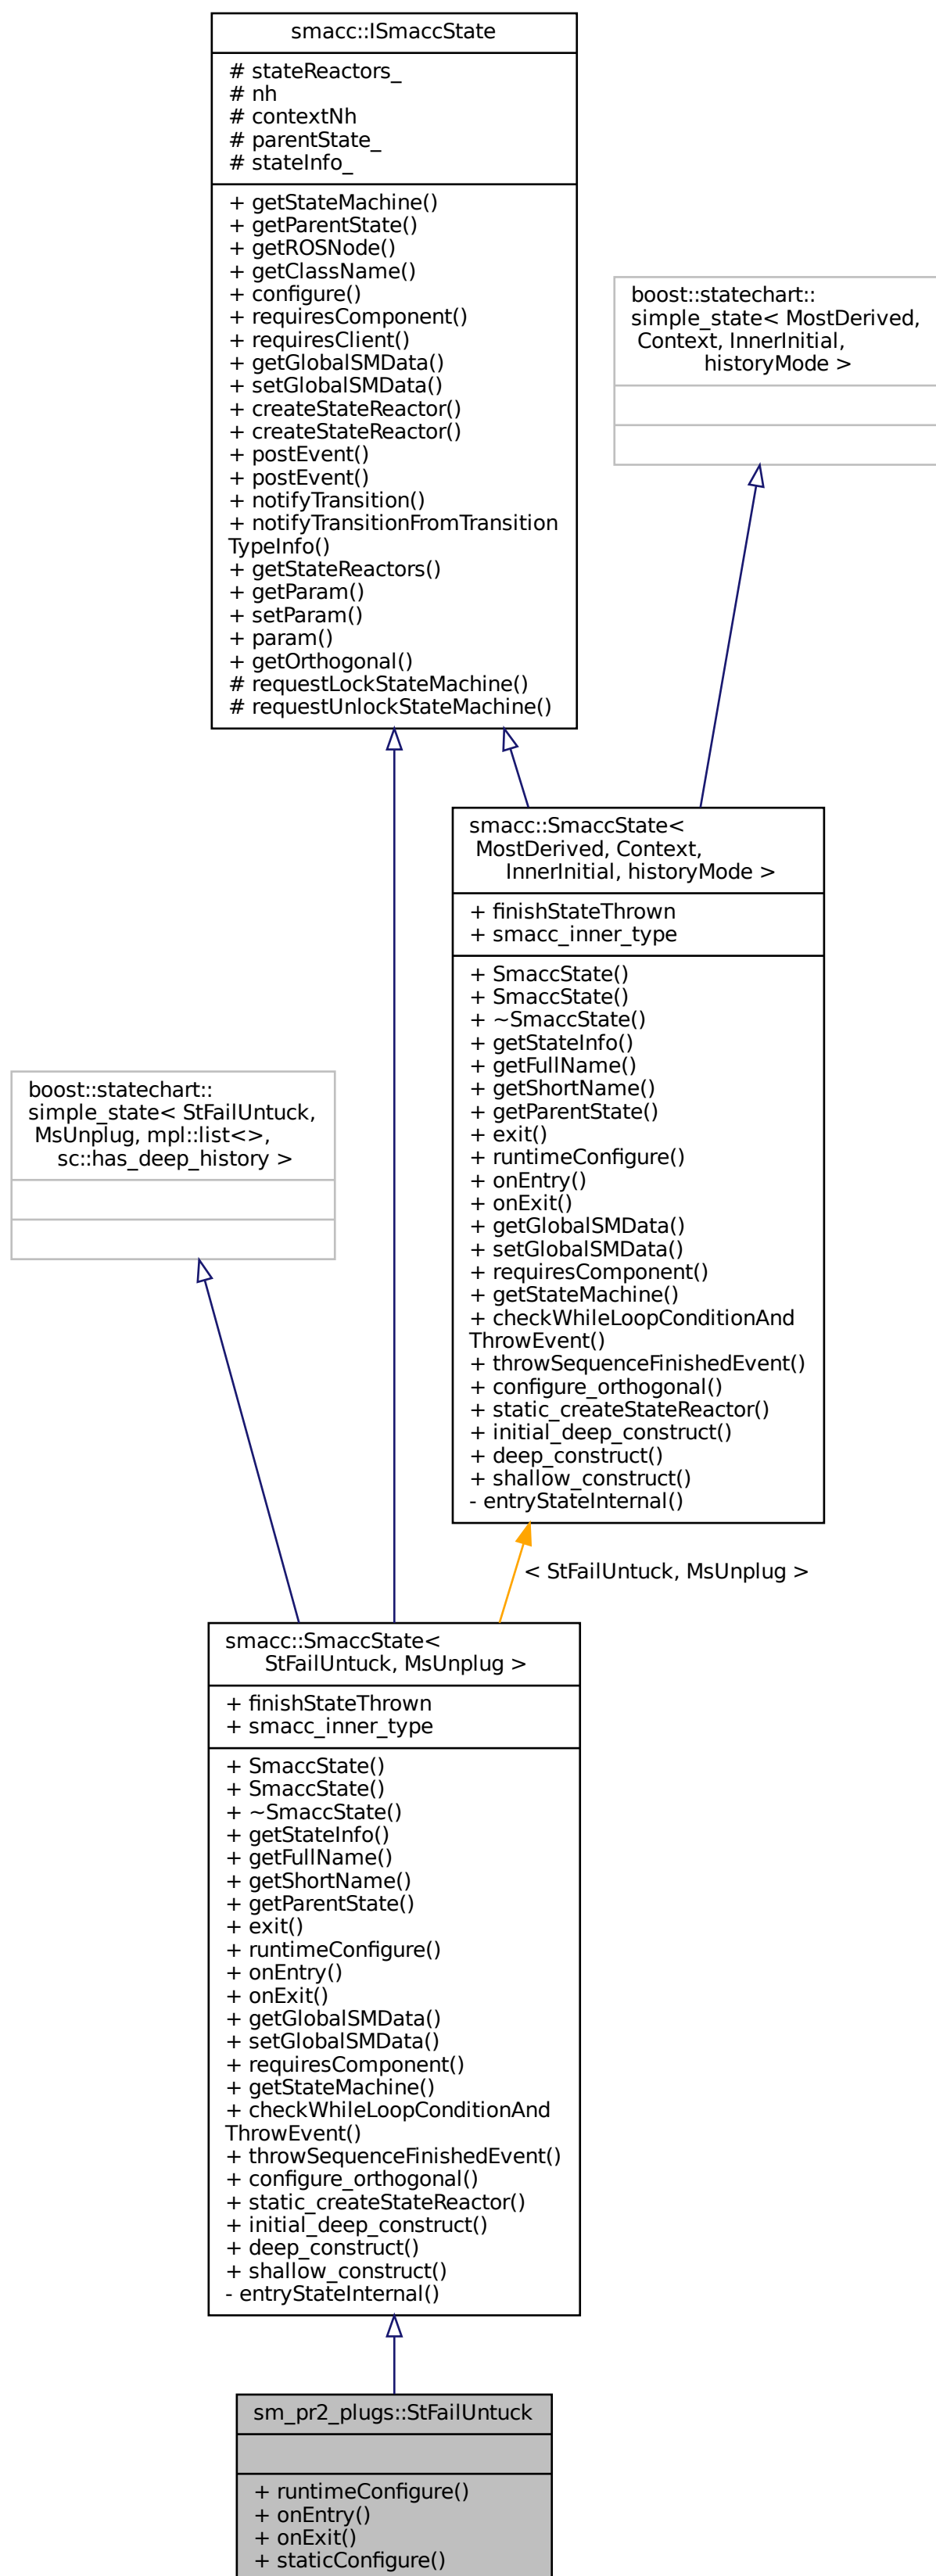 smacc::ISmaccState
# stateReactors_
# nh
# contextNh
# parentState_
# stateInfo_
+ getStateMachine()
+ getParentState()
+ getROSNode()
+ getClassName()
+ configure()
+ requiresComponent()
+ requiresClient()
+ getGlobalSMData()
+ setGlobalSMData()
+ createStateReactor()
+ createStateReactor()
+ postEvent()
+ postEvent()
+ notifyTransition()
+ notifyTransitionFromTransition
TypeInfo()
+ getStateReactors()
+ getParam()
+ setParam()
+ param()
+ getOrthogonal()
# requestLockStateMachine()
# requestUnlockStateMachine()
boost::statechart::
simple_state< MostDerived,
Context, InnerInitial,
historyMode >
smacc::SmaccState<
MostDerived, Context,
InnerInitial, historyMode >
+ finishStateThrown
+ smacc_inner_type
+ SmaccState()
+ SmaccState()
+ ~SmaccState()
+ getStateInfo()
+ getFullName()
+ getShortName()
+ getParentState()
+ exit()
+ runtimeConfigure()
+ onEntry()
+ onExit()
+ getGlobalSMData()
+ setGlobalSMData()
+ requiresComponent()
+ getStateMachine()
+ checkWhileLoopConditionAnd
ThrowEvent()
+ throwSequenceFinishedEvent()
+ configure_orthogonal()
+ static_createStateReactor()
+ initial_deep_construct()
+ deep_construct()
+ shallow_construct()
- entryStateInternal()
boost::statechart::
simple_state< StFailUntuck,
MsUnplug, mpl::list<>,
sc::has_deep_history >
< StFailUntuck, MsUnplug >
smacc::SmaccState<
StFailUntuck, MsUnplug >
+ finishStateThrown
+ smacc_inner_type
+ SmaccState()
+ SmaccState()
+ ~SmaccState()
+ getStateInfo()
+ getFullName()
+ getShortName()
+ getParentState()
+ exit()
+ runtimeConfigure()
+ onEntry()
+ onExit()
+ getGlobalSMData()
+ setGlobalSMData()
+ requiresComponent()
+ getStateMachine()
+ checkWhileLoopConditionAnd
ThrowEvent()
+ throwSequenceFinishedEvent()
+ configure_orthogonal()
+ static_createStateReactor()
+ initial_deep_construct()
+ deep_construct()
+ shallow_construct()
- entryStateInternal()
sm_pr2_plugs::StFailUntuck
+ runtimeConfigure()
+ onEntry()
+ onExit()
+ staticConfigure()